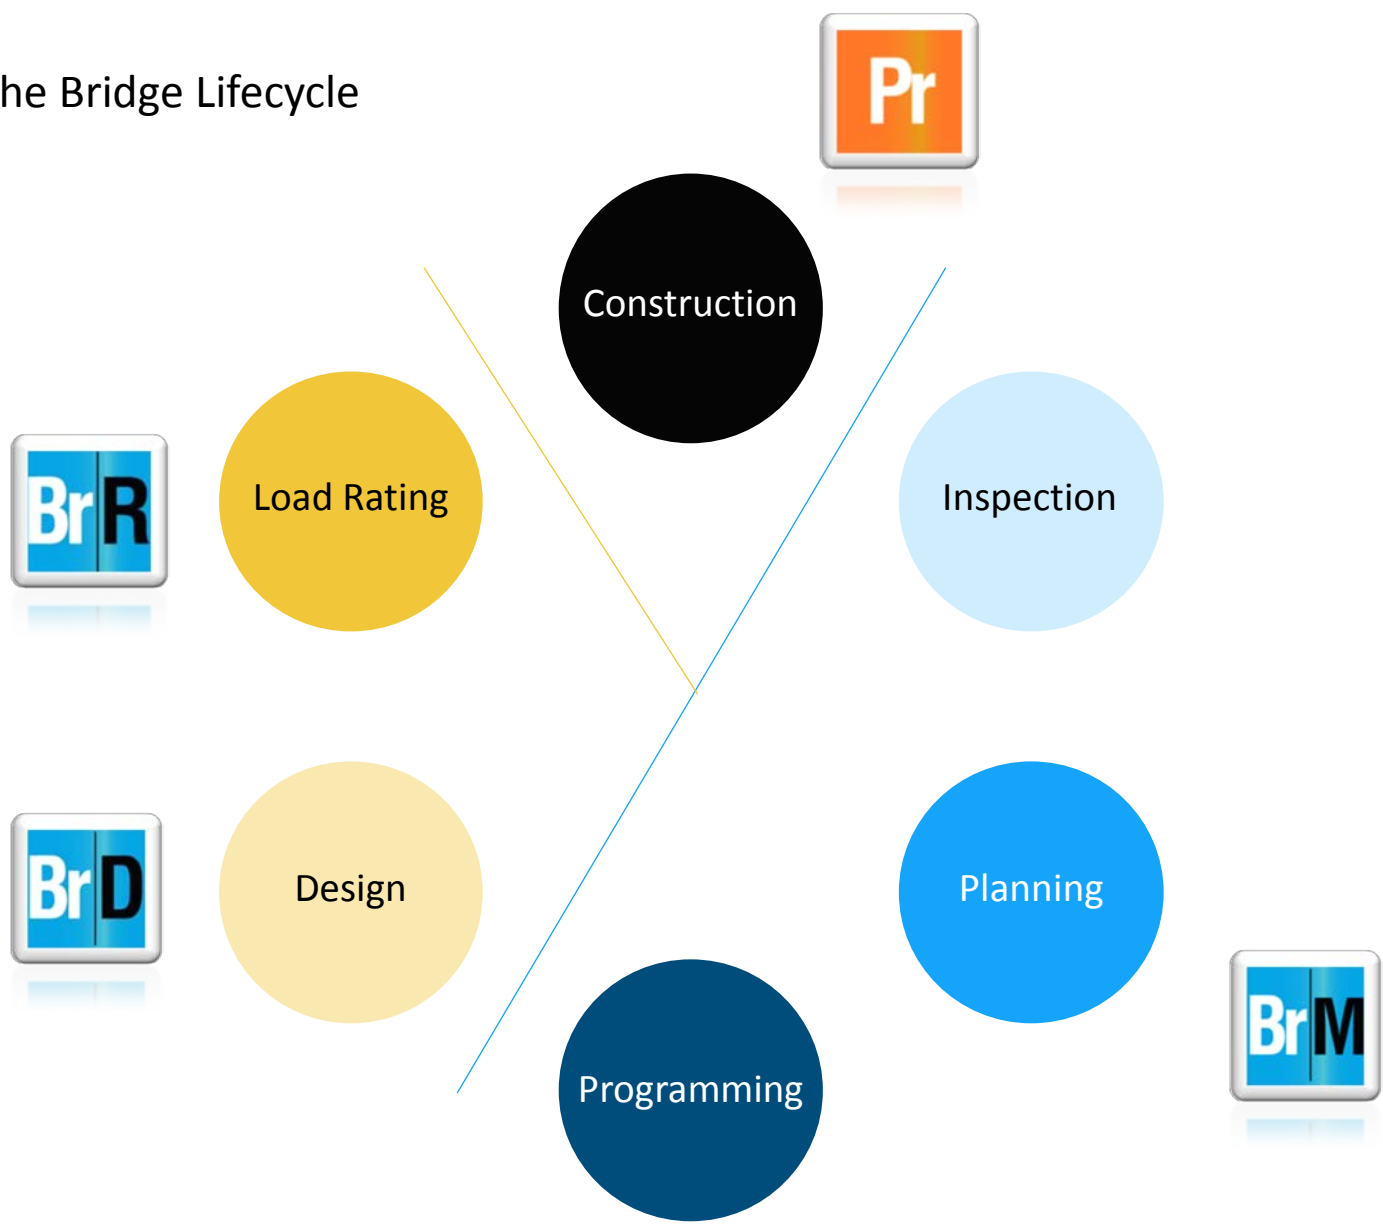 he Bridge Lifecycle
Pr
Construction
Load Rating
Inspection
BrR
Design
Planning
BrD
BrM
Programming